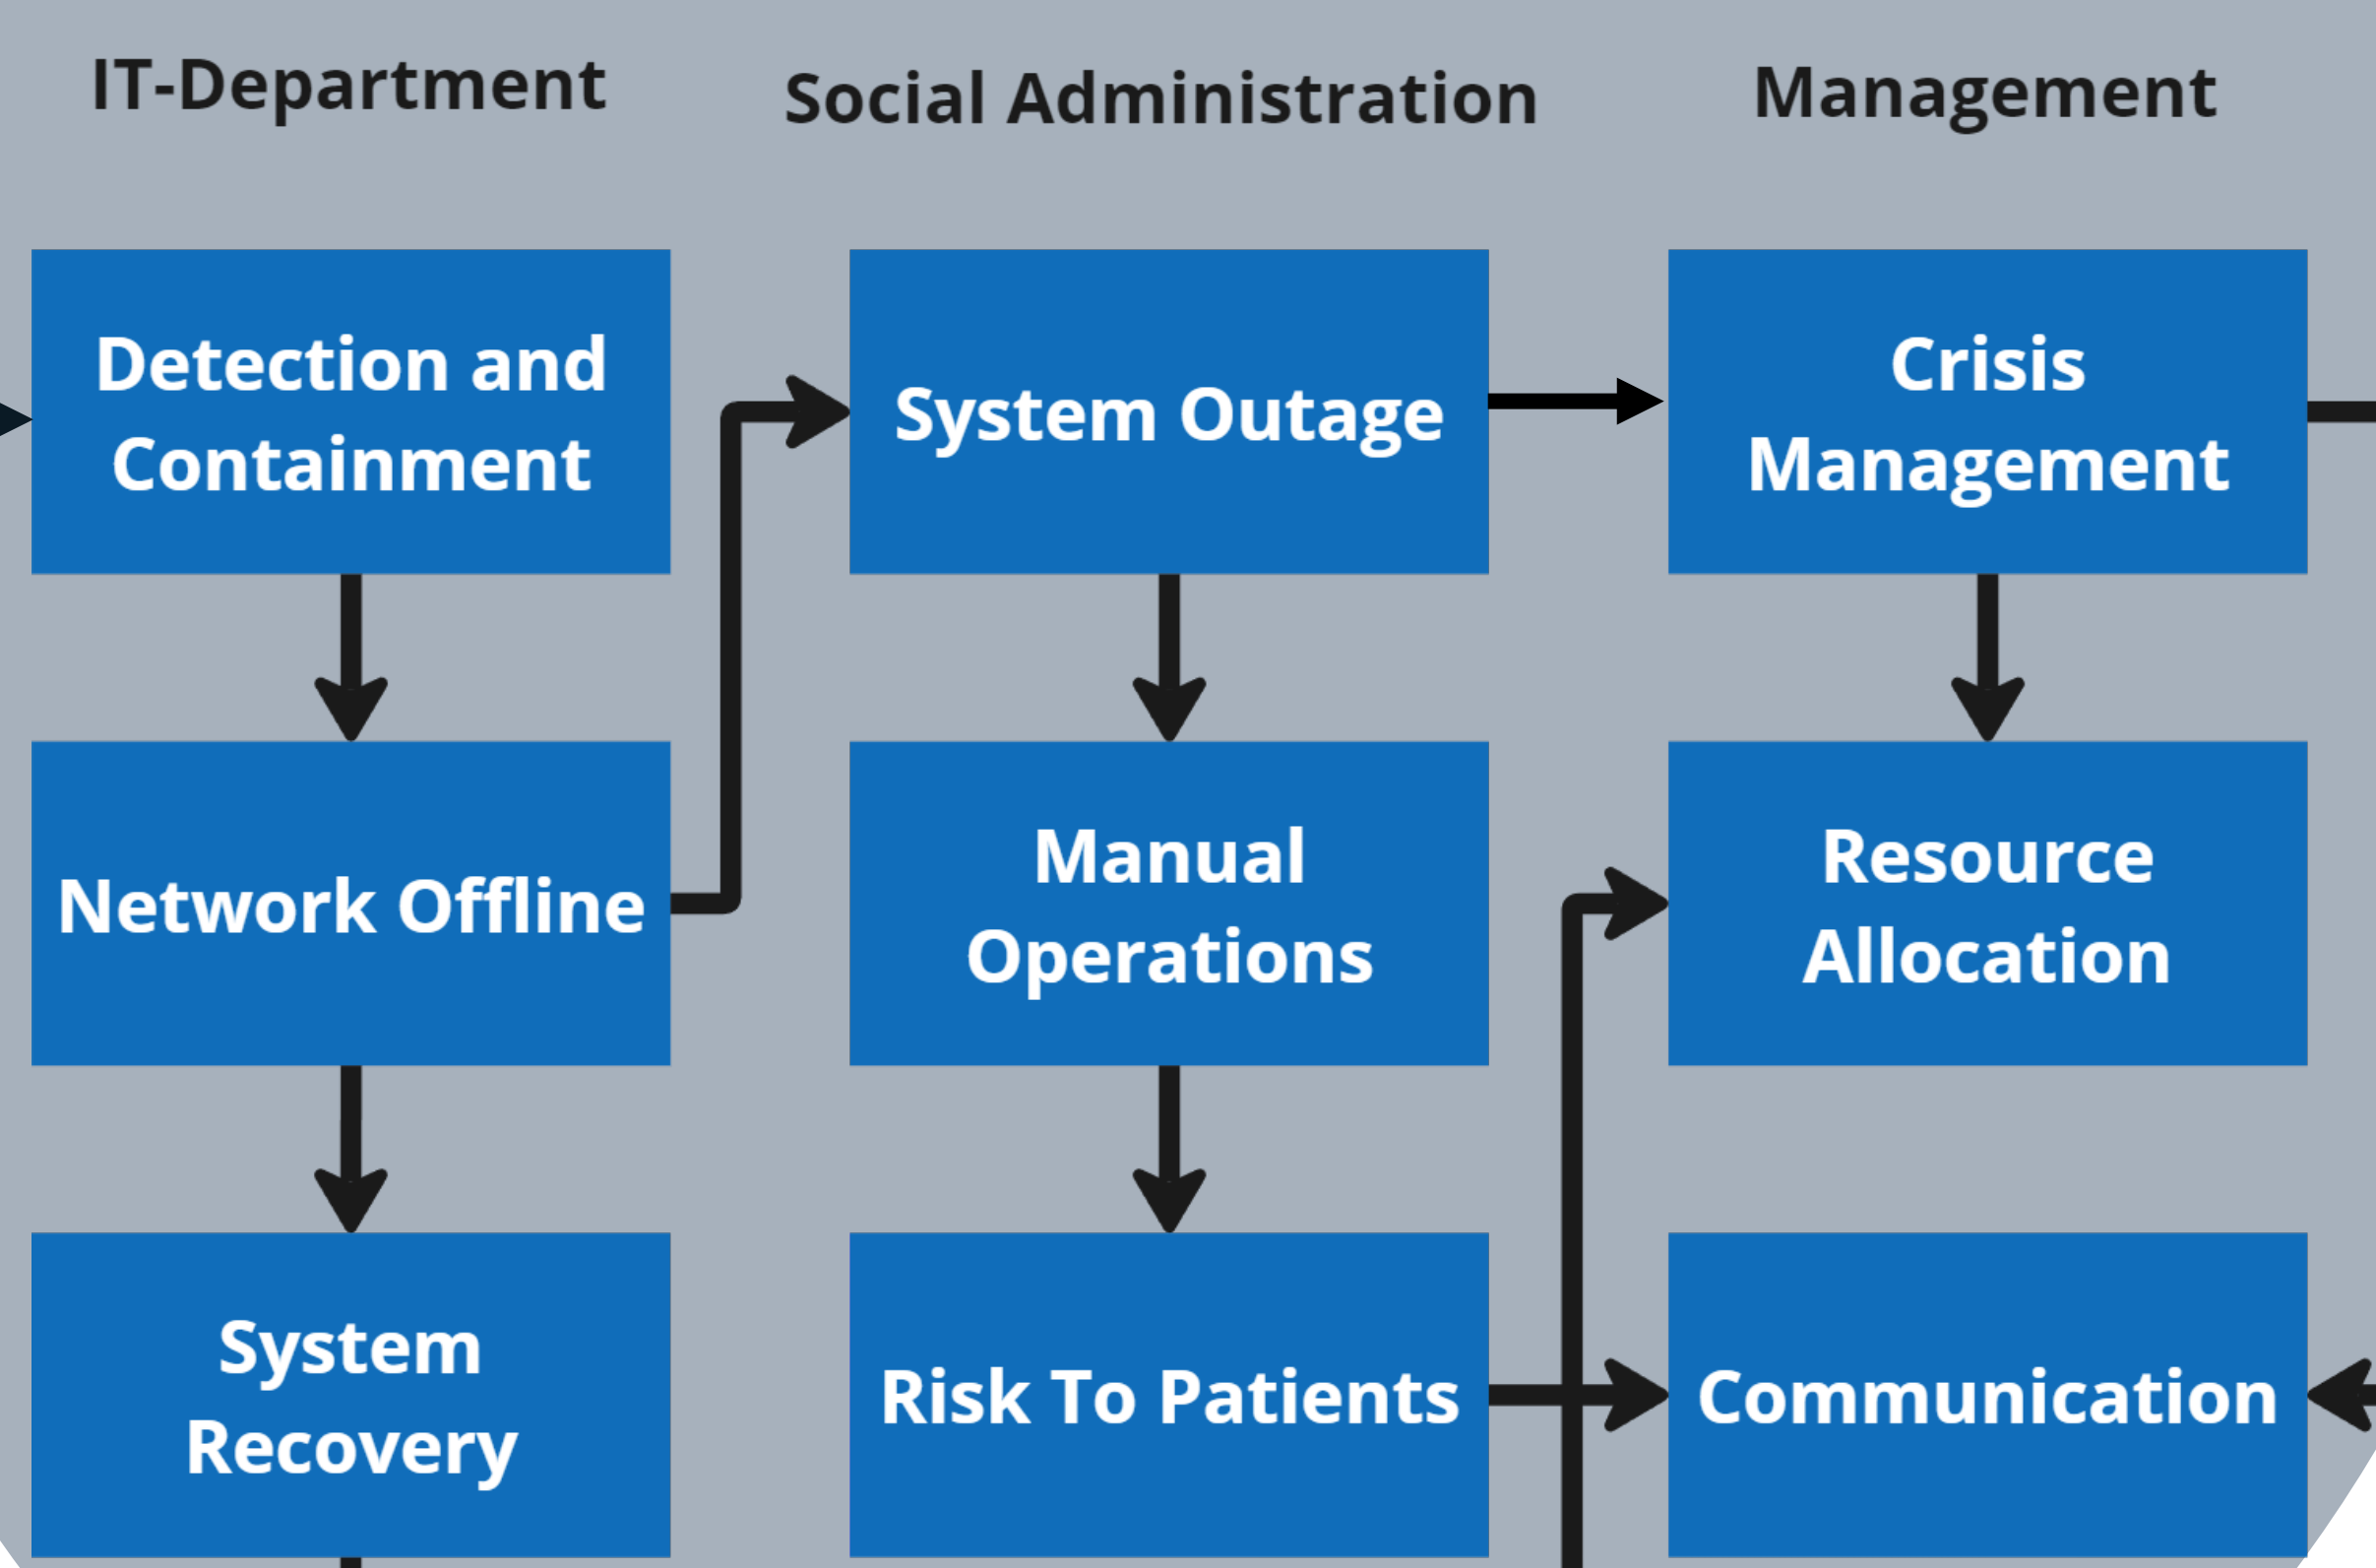 IT-Department
Social Administration
Management
Detection and
Containment
System Outage
Crisis
Management
Network Offline
Manual
Operations
Resource
Allocation
System
Recovery
Risk To Patients
Communication